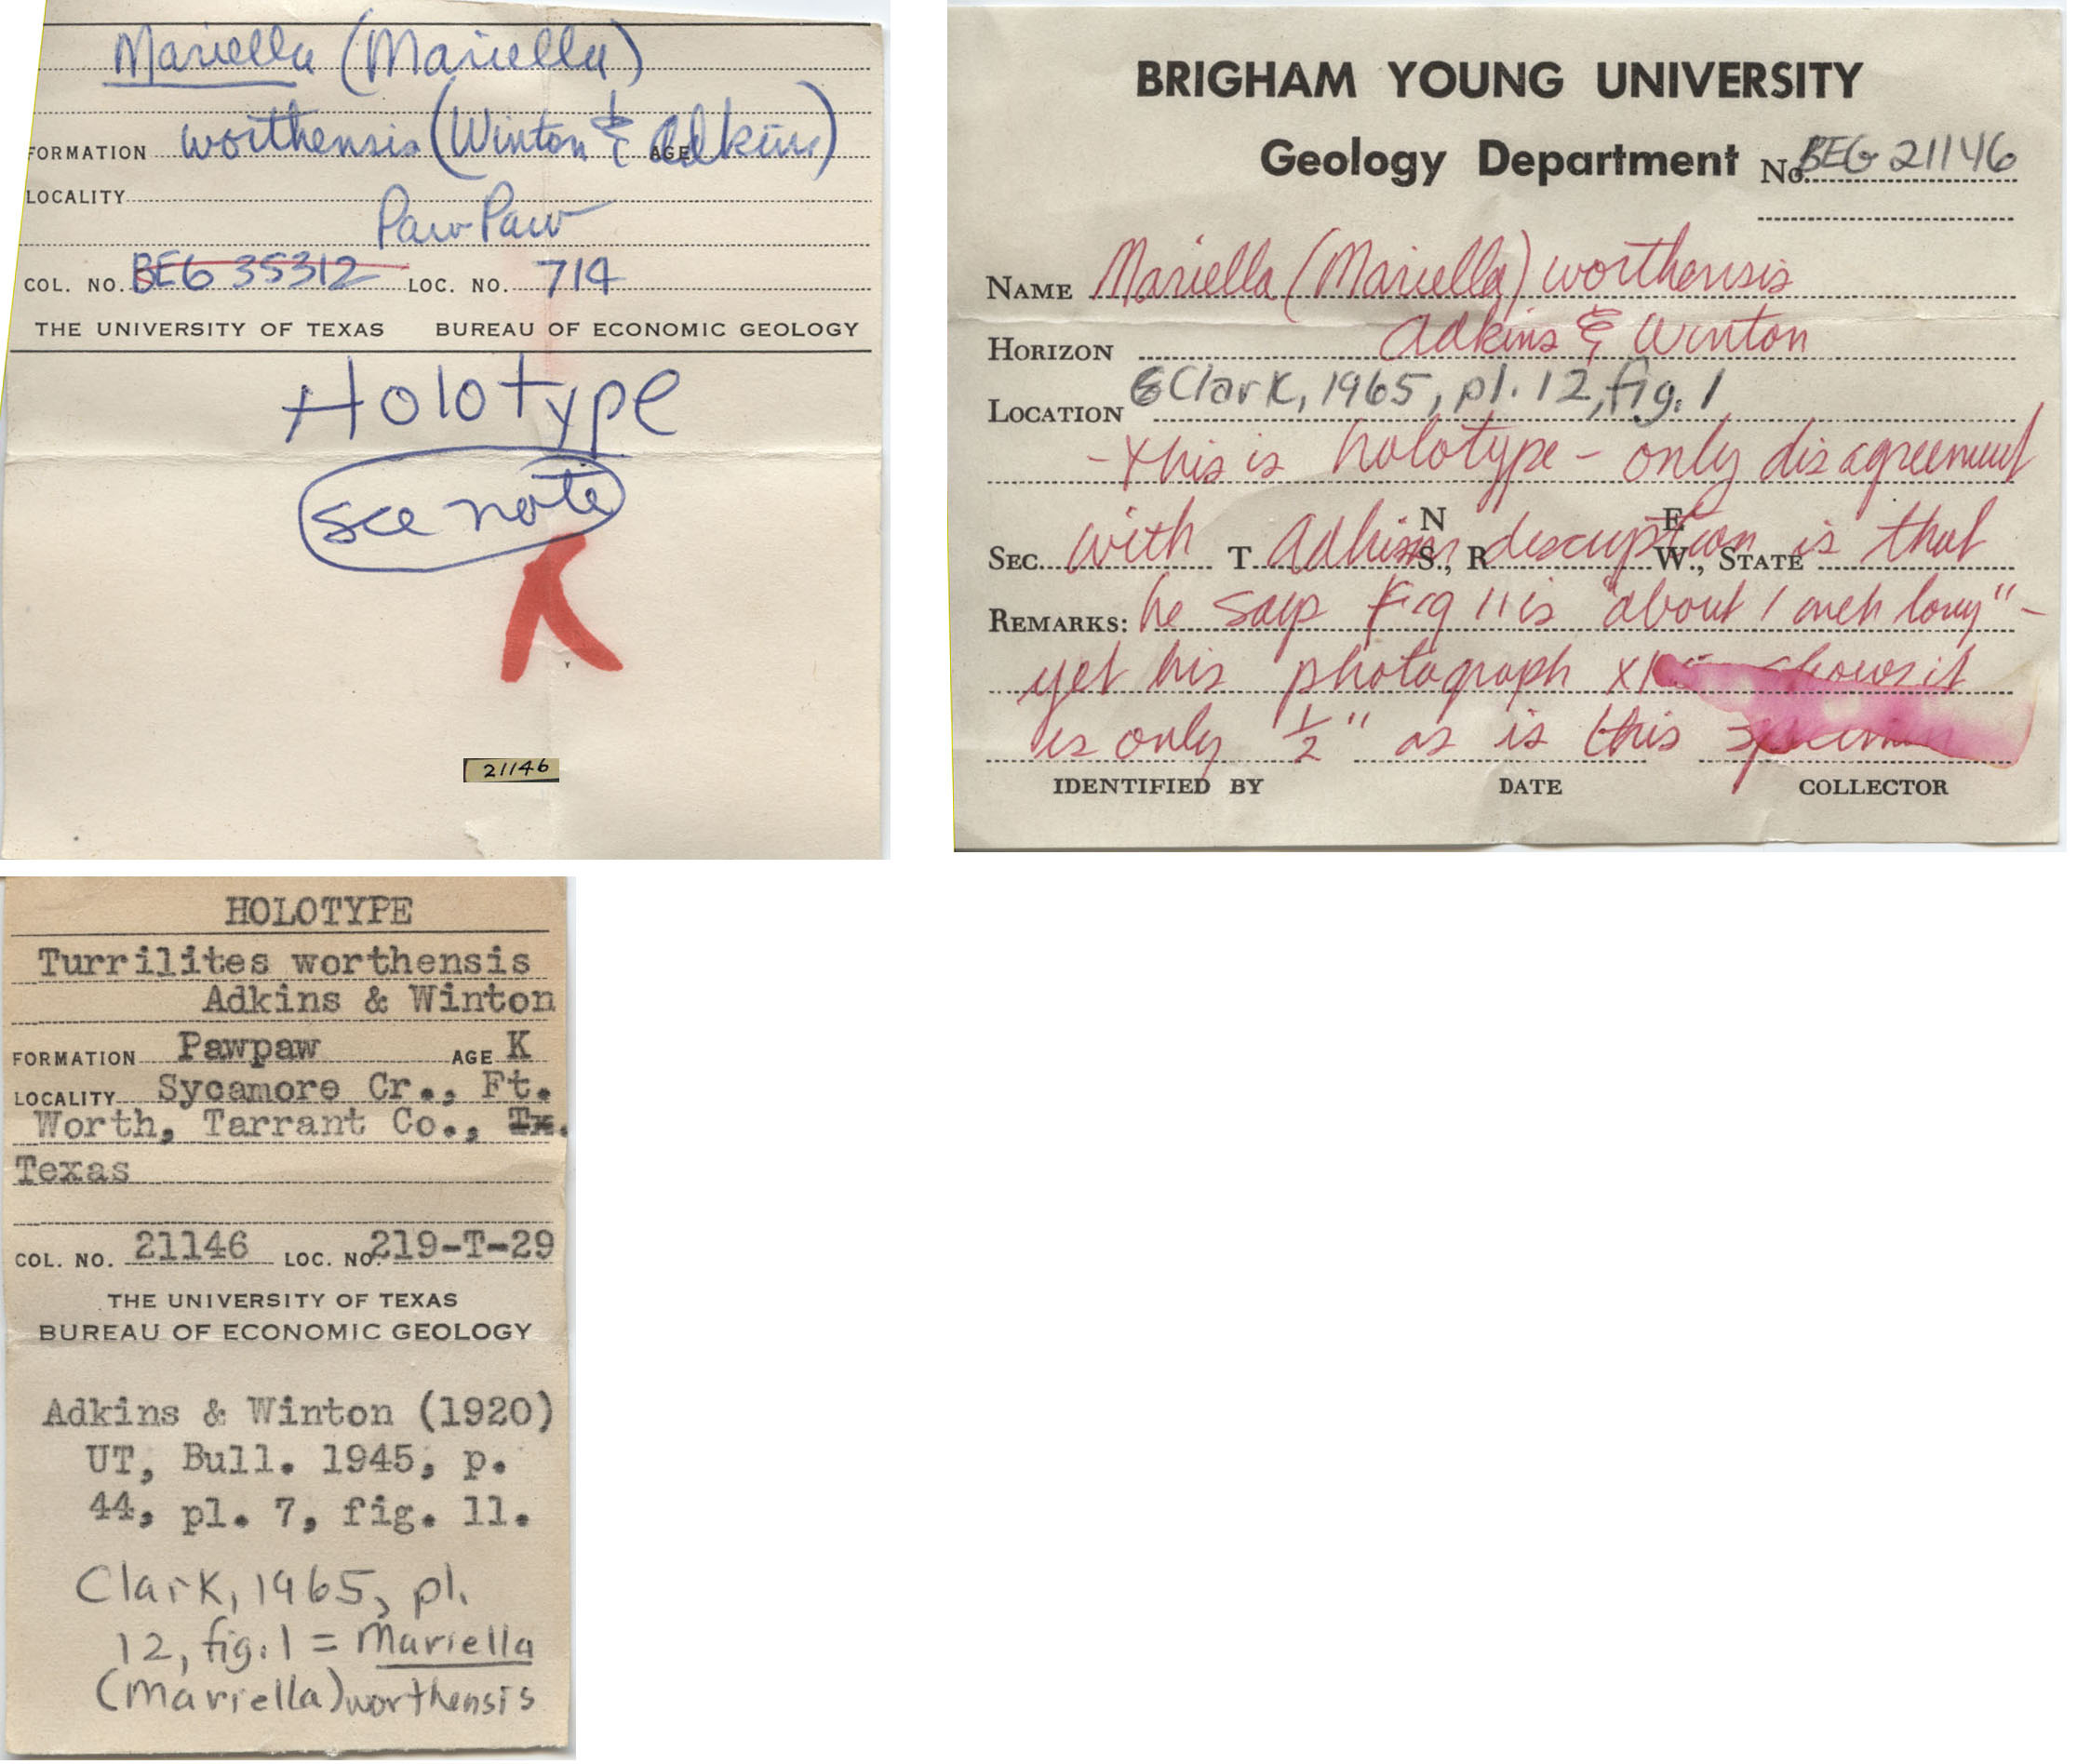 Mariella (Mariella)
FORMATION worthensis (Winton & Adkins) AGE
LOCALITY
Paw Paw
COL. NO. BEG 35312 LOC. NO. 714
THE UNIVERSITY OF TEXAS BUREAU OF ECONOMIC GEOLOGY
Holotype
see note
21146
BRIGHAM YOUNG UNIVERSITY
Geology Department No. BEG 21146
NAME Mariella (Mariella) worthensis
HORIZON Adkins & Winton
LOCATION Clark, 1965, pl. 12, fig. 1
- this is holotype - only disagreement
SEC. with T. Adkins N S., R description E W., STATE is that
REMARKS: he says Fig 11 is "about 1 inch long" -
yet his photograph x1 shows it
is only 1/2" as is this specimen
IDENTIFIED BY DATE COLLECTOR
HOLOTYPE
Turrilites worthensis
Adkins & Winton
FORMATION Pawpaw AGE K
LOCALITY Sycamore Cr., Ft.
Worth, Tarrant Co., Tx.
Texas
COL. NO. 21146 LOC. NO. 219-T-29
THE UNIVERSITY OF TEXAS
BUREAU OF ECONOMIC GEOLOGY
Adkins & Winton (1920)
UT, Bull. 1945, p.
44, pl. 7, fig. 11.
Clark, 1965, pl.
12, fig. 1 = Mariella
(Mariella) worthensis